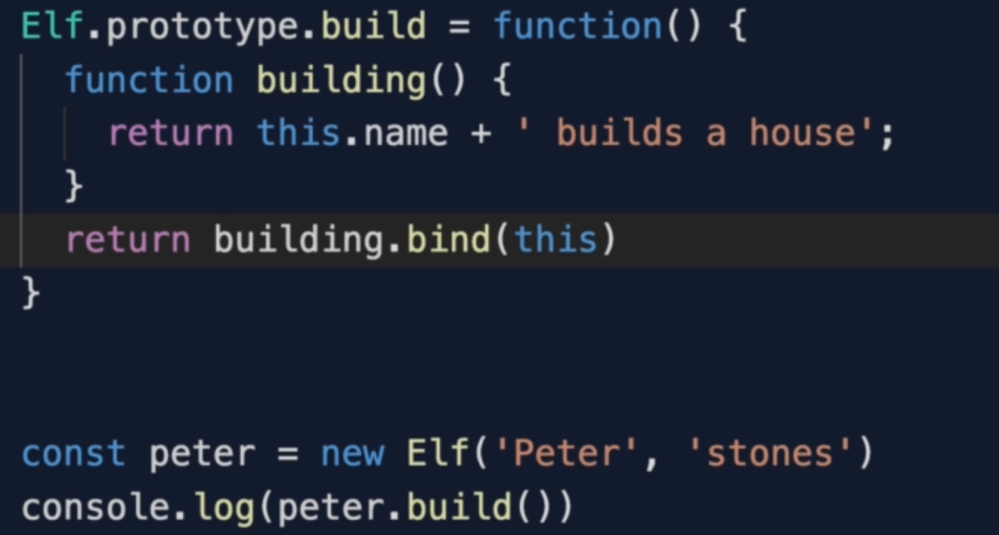 Elf.prototype.build = function() {
function building() {
return this.name + ' builds a house';
}
return building.bind(this)
}
const peter = new Elf('Peter', 'stones')
console.log(peter.build())